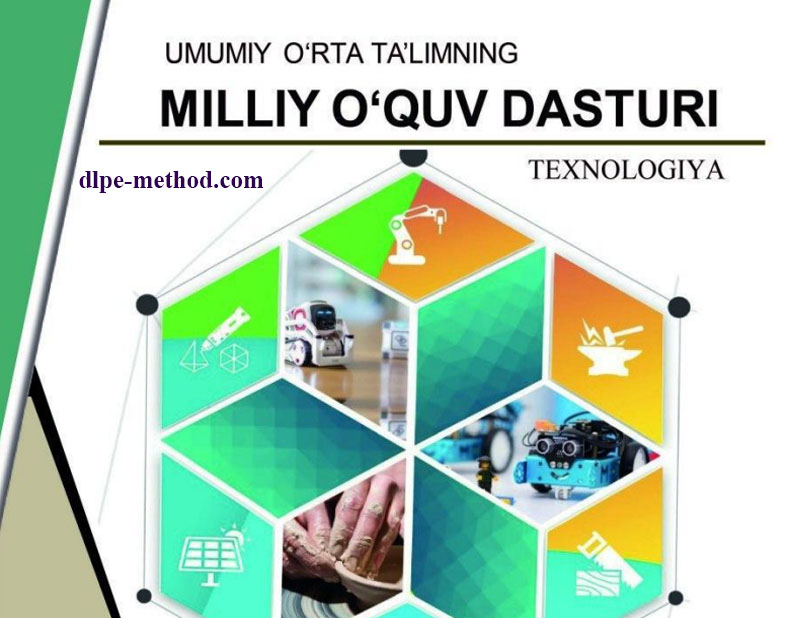 UMUMIY O‘RTA TA’LIMNING
MILLIY O‘QUV DASTURI
TEXNOLOGIYA
dlpe-method.com